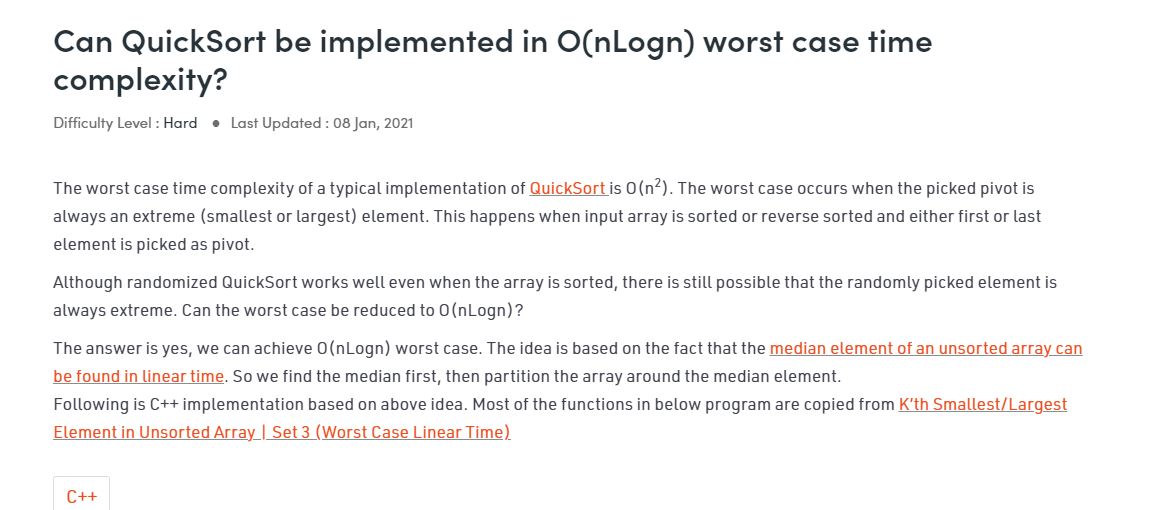 Can QuickSort be implemented in O(nLogn) worst case time
complexity?
Difficulty Level : Hard ● Last Updated : 08 Jan, 2021
The worst case time complexity of a typical implementation of QuickSort is O(n²). The worst case occurs when the picked pivot is
always an extreme (smallest or largest) element. This happens when input array is sorted or reverse sorted and either first or last
element is picked as pivot.
Although randomized QuickSort works well even when the array is sorted, there is still possible that the randomly picked element is
always extreme. Can the worst case be reduced to O(nLogn)?
The answer is yes, we can achieve O(nLogn) worst case. The idea is based on the fact that the median element of an unsorted array can
be found in linear time. So we find the median first, then partition the array around the median element.
Following is C++ implementation based on above idea. Most of the functions in below program are copied from K’th Smallest/Largest
Element in Unsorted Array | Set 3 (Worst Case Linear Time)
C++